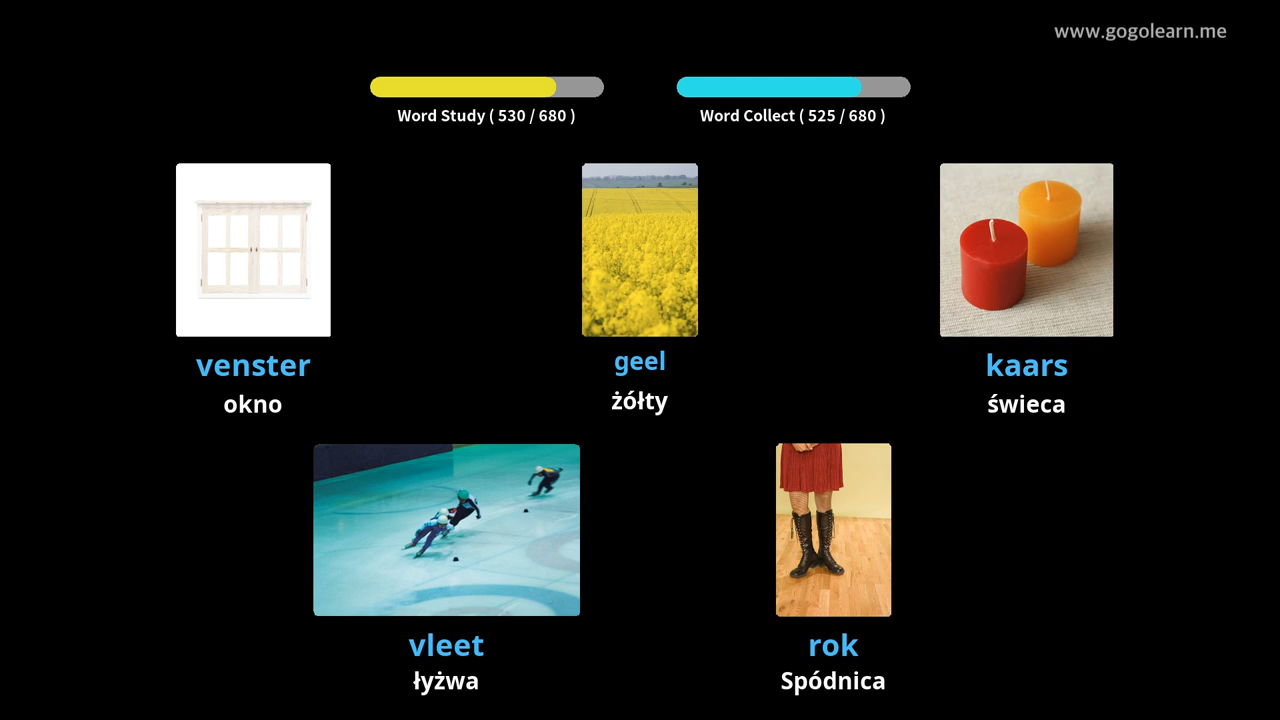 www.gogolearn.me
Word Study ( 530 / 680 )
Word Collect ( 525 / 680 )
venster
okno
geel
żółty
kaars
świeca
vleet
łyżwa
rok
Spódnica